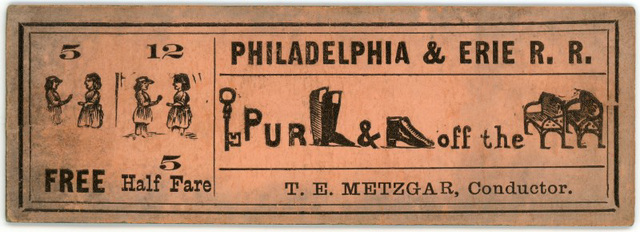 5 12
5
FREE Half Fare
PHILADELPHIA & ERIE R. R.
PUR & off the
T. E. METZGAR, Conductor.